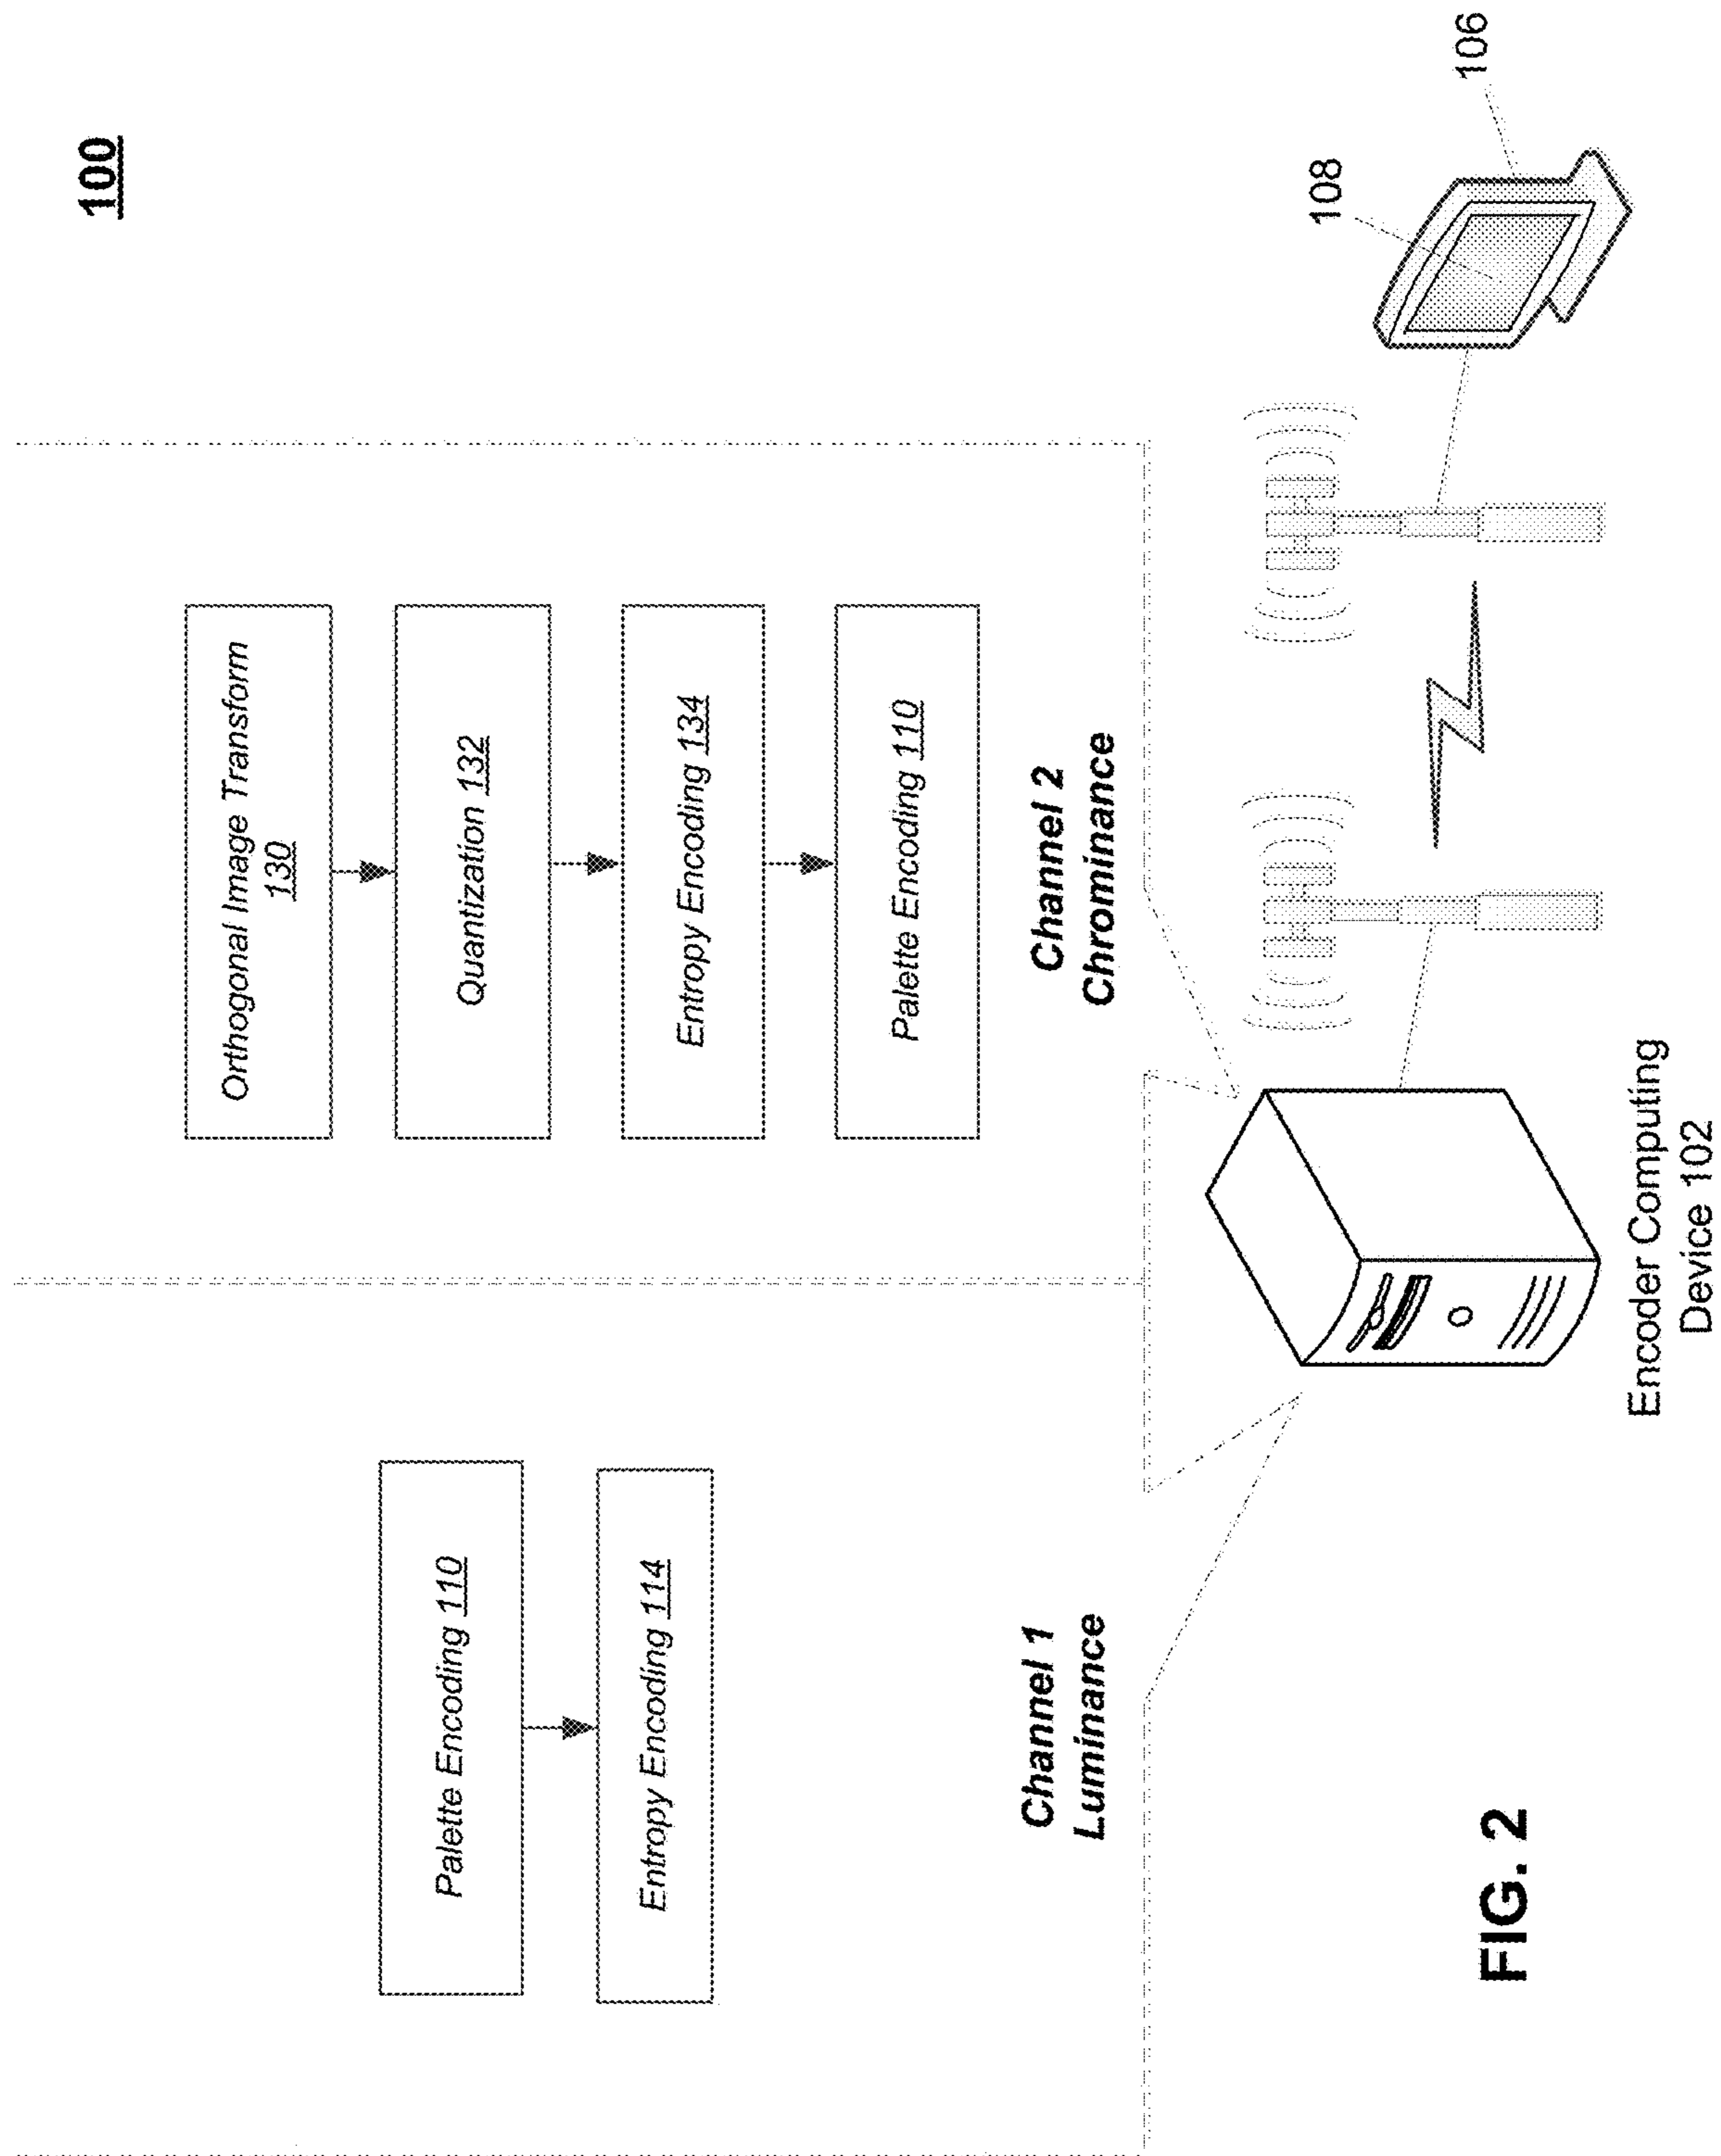 100
Palette Encoding 110
Entropy Encoding 114
Channel 1
Luminance
Orthogonal Image Transform
130
Quantization 132
Entropy Encoding 134
Palette Encoding 110
Channel 2
Chrominance
108
106
Encoder Computing
Device 102
FIG. 2